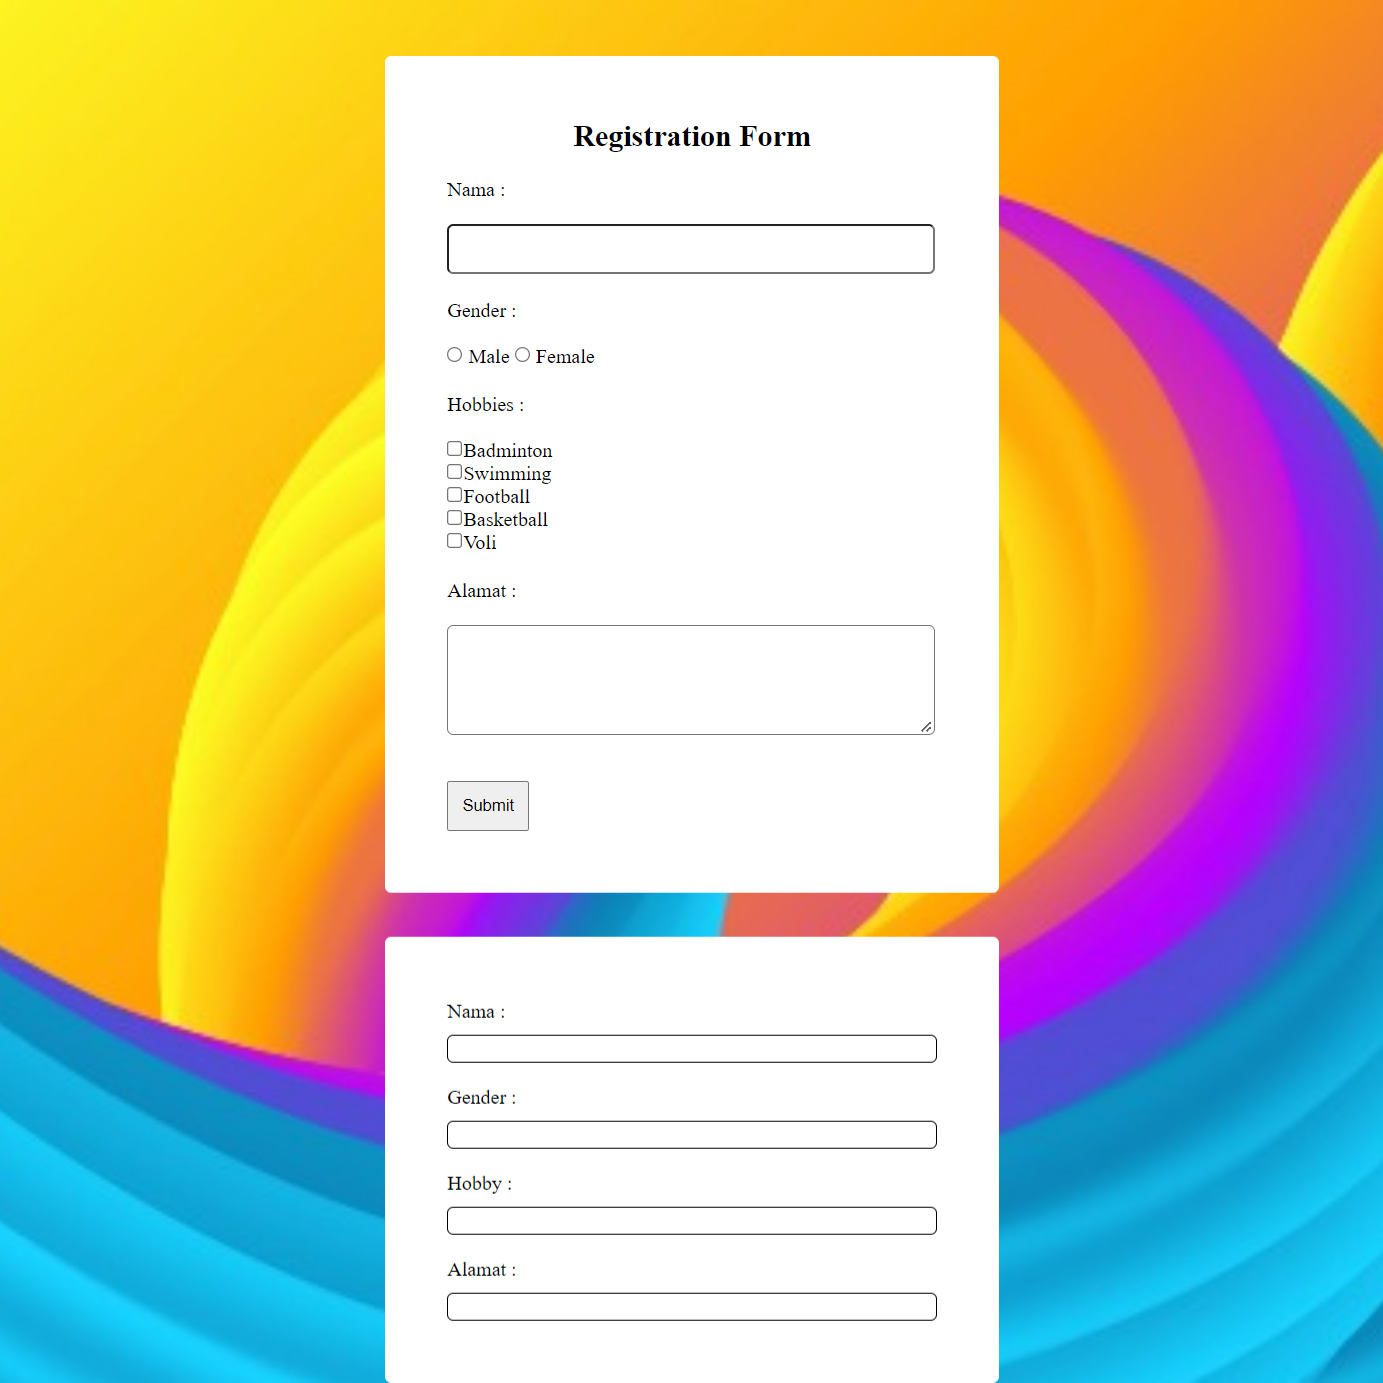 Registration Form
Nama :
Gender :
Male Female
Hobbies :
Badminton
Swimming
Football
Basketball
Voli
Alamat :
Submit
Nama :
Gender :
Hobby :
Alamat :